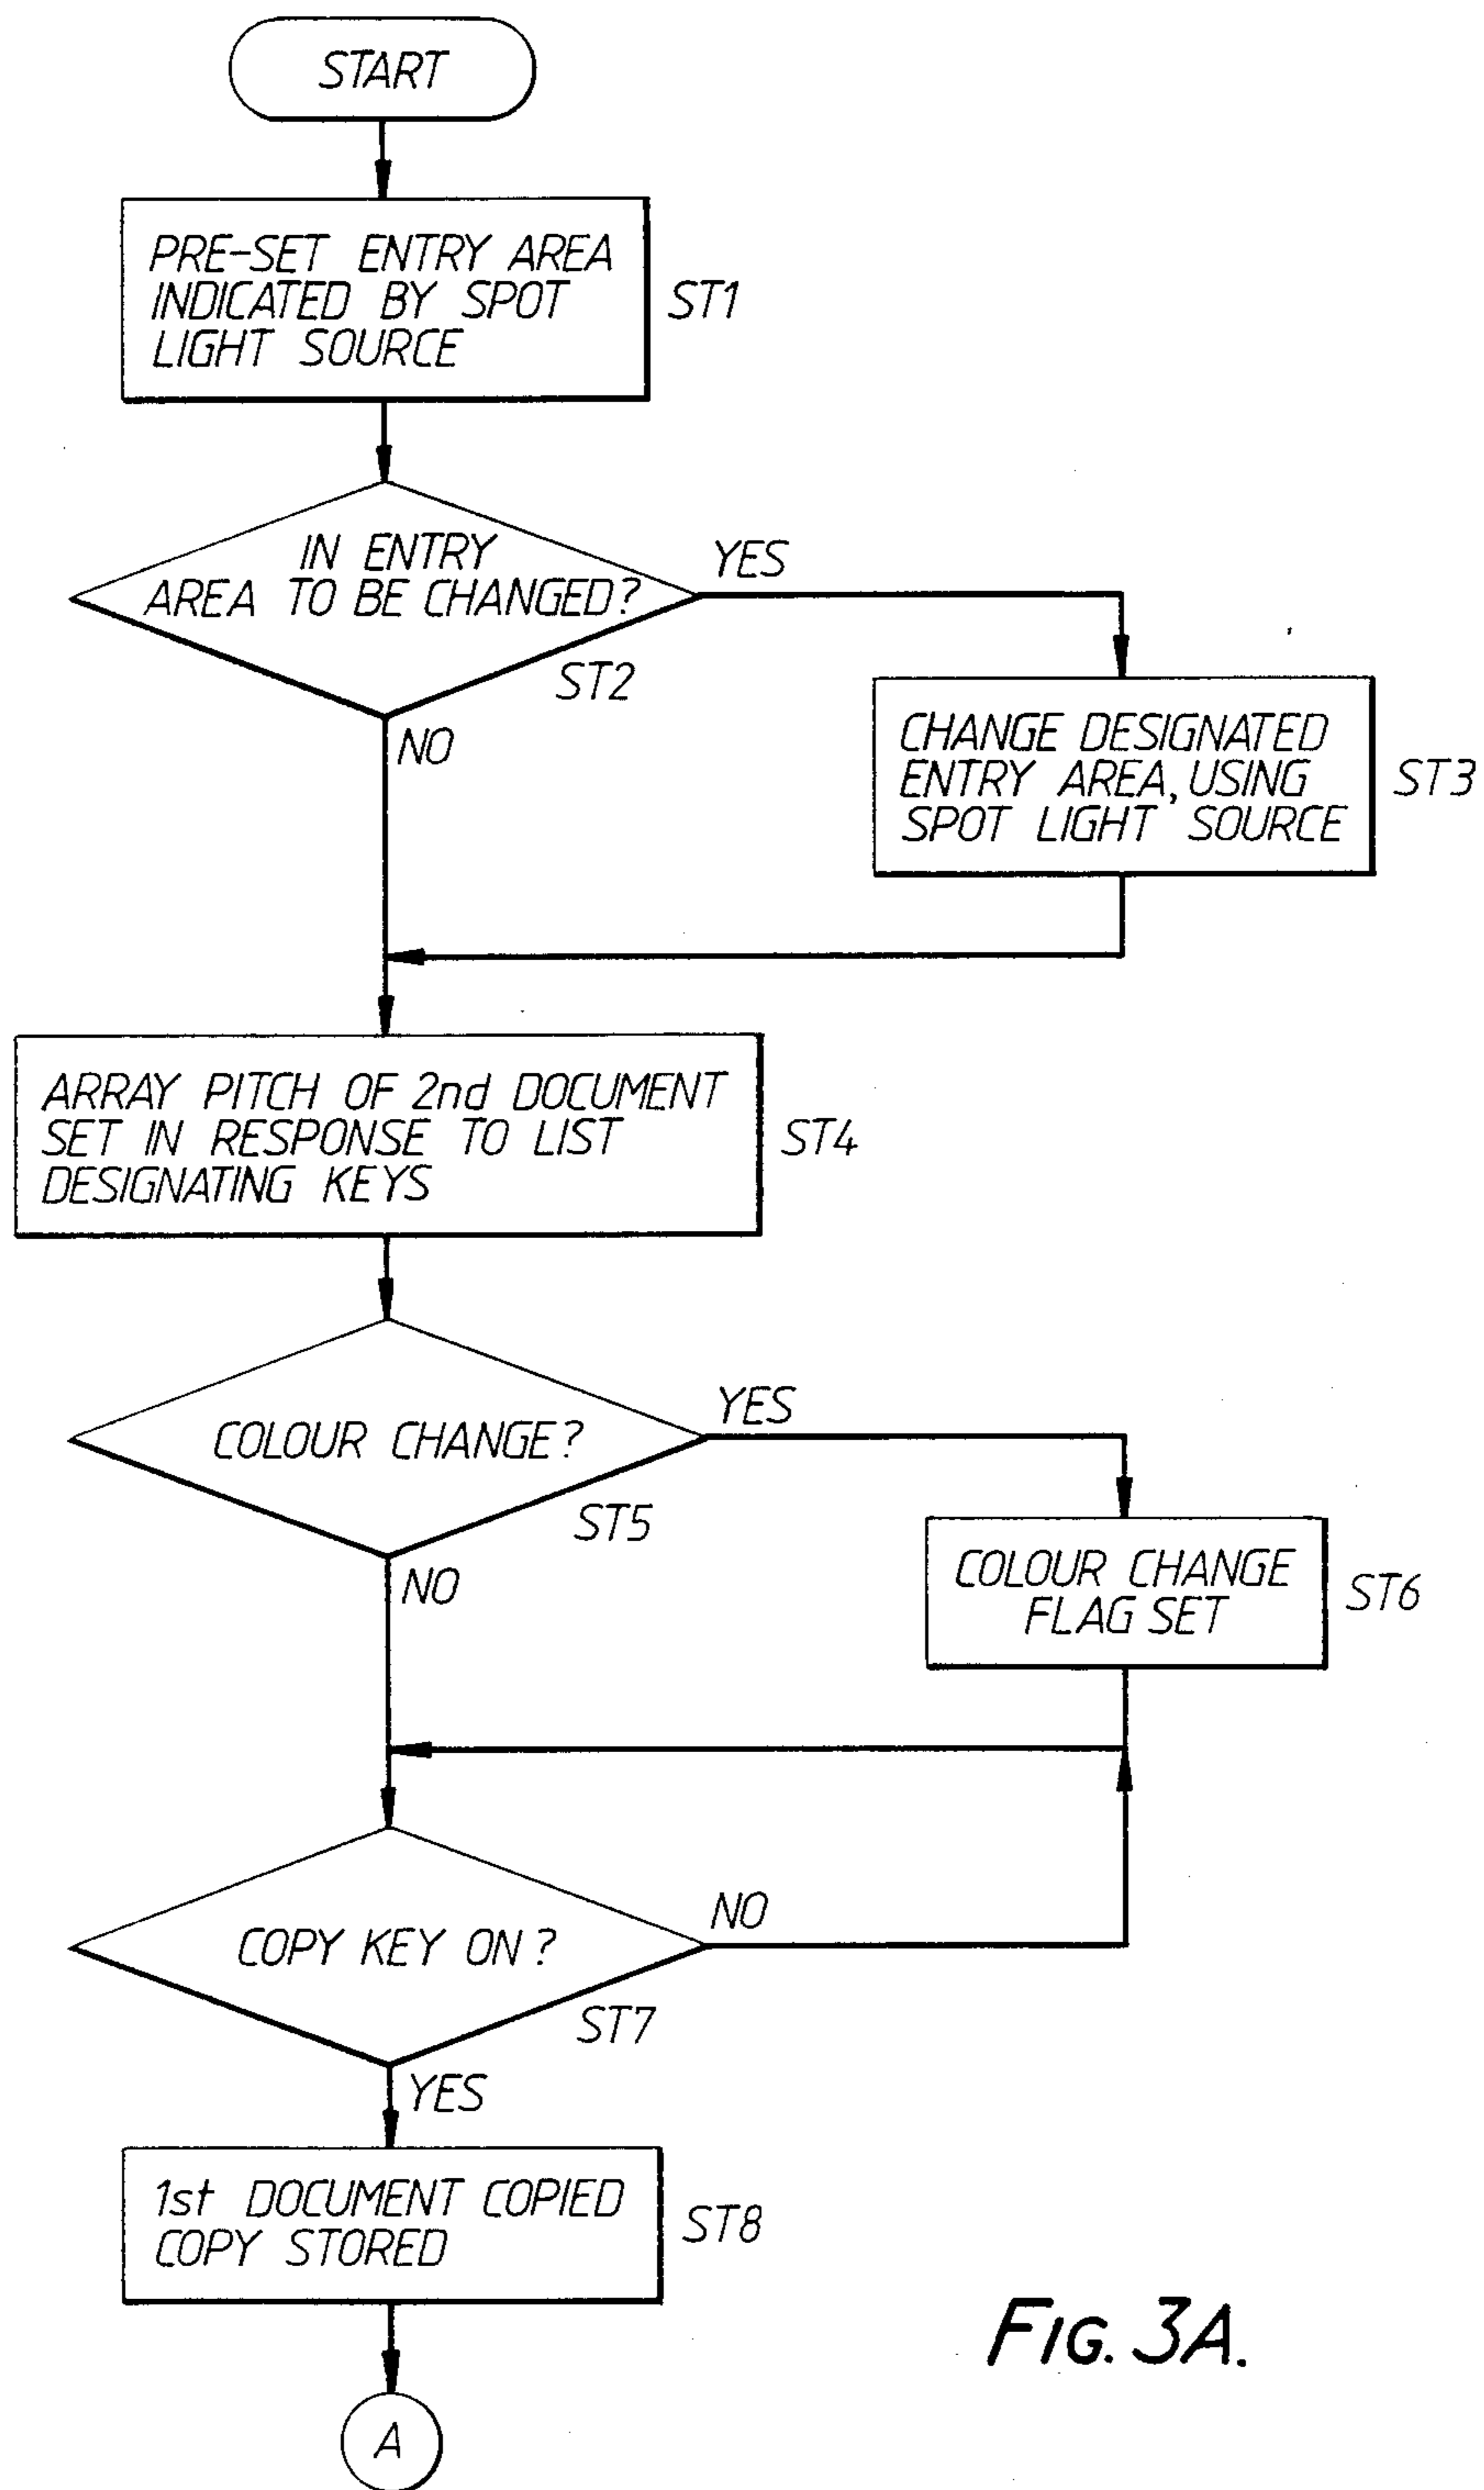 START
PRE-SET ENTRY AREA
INDICATED BY SPOT
LIGHT SOURCE
ST1
IN ENTRY
AREA TO BE CHANGED?
YES
ST2
NO
CHANGE DESIGNATED
ENTRY AREA, USING
SPOT LIGHT SOURCE
ST3
ARRAY PITCH OF 2nd DOCUMENT
SET IN RESPONSE TO LIST
DESIGNATING KEYS
ST4
COLOUR CHANGE?
YES
ST5
NO
COLOUR CHANGE
FLAG SET
ST6
COPY KEY ON?
NO
ST7
YES
1st DOCUMENT COPIED
COPY STORED
ST8
FIG. 3A.
A